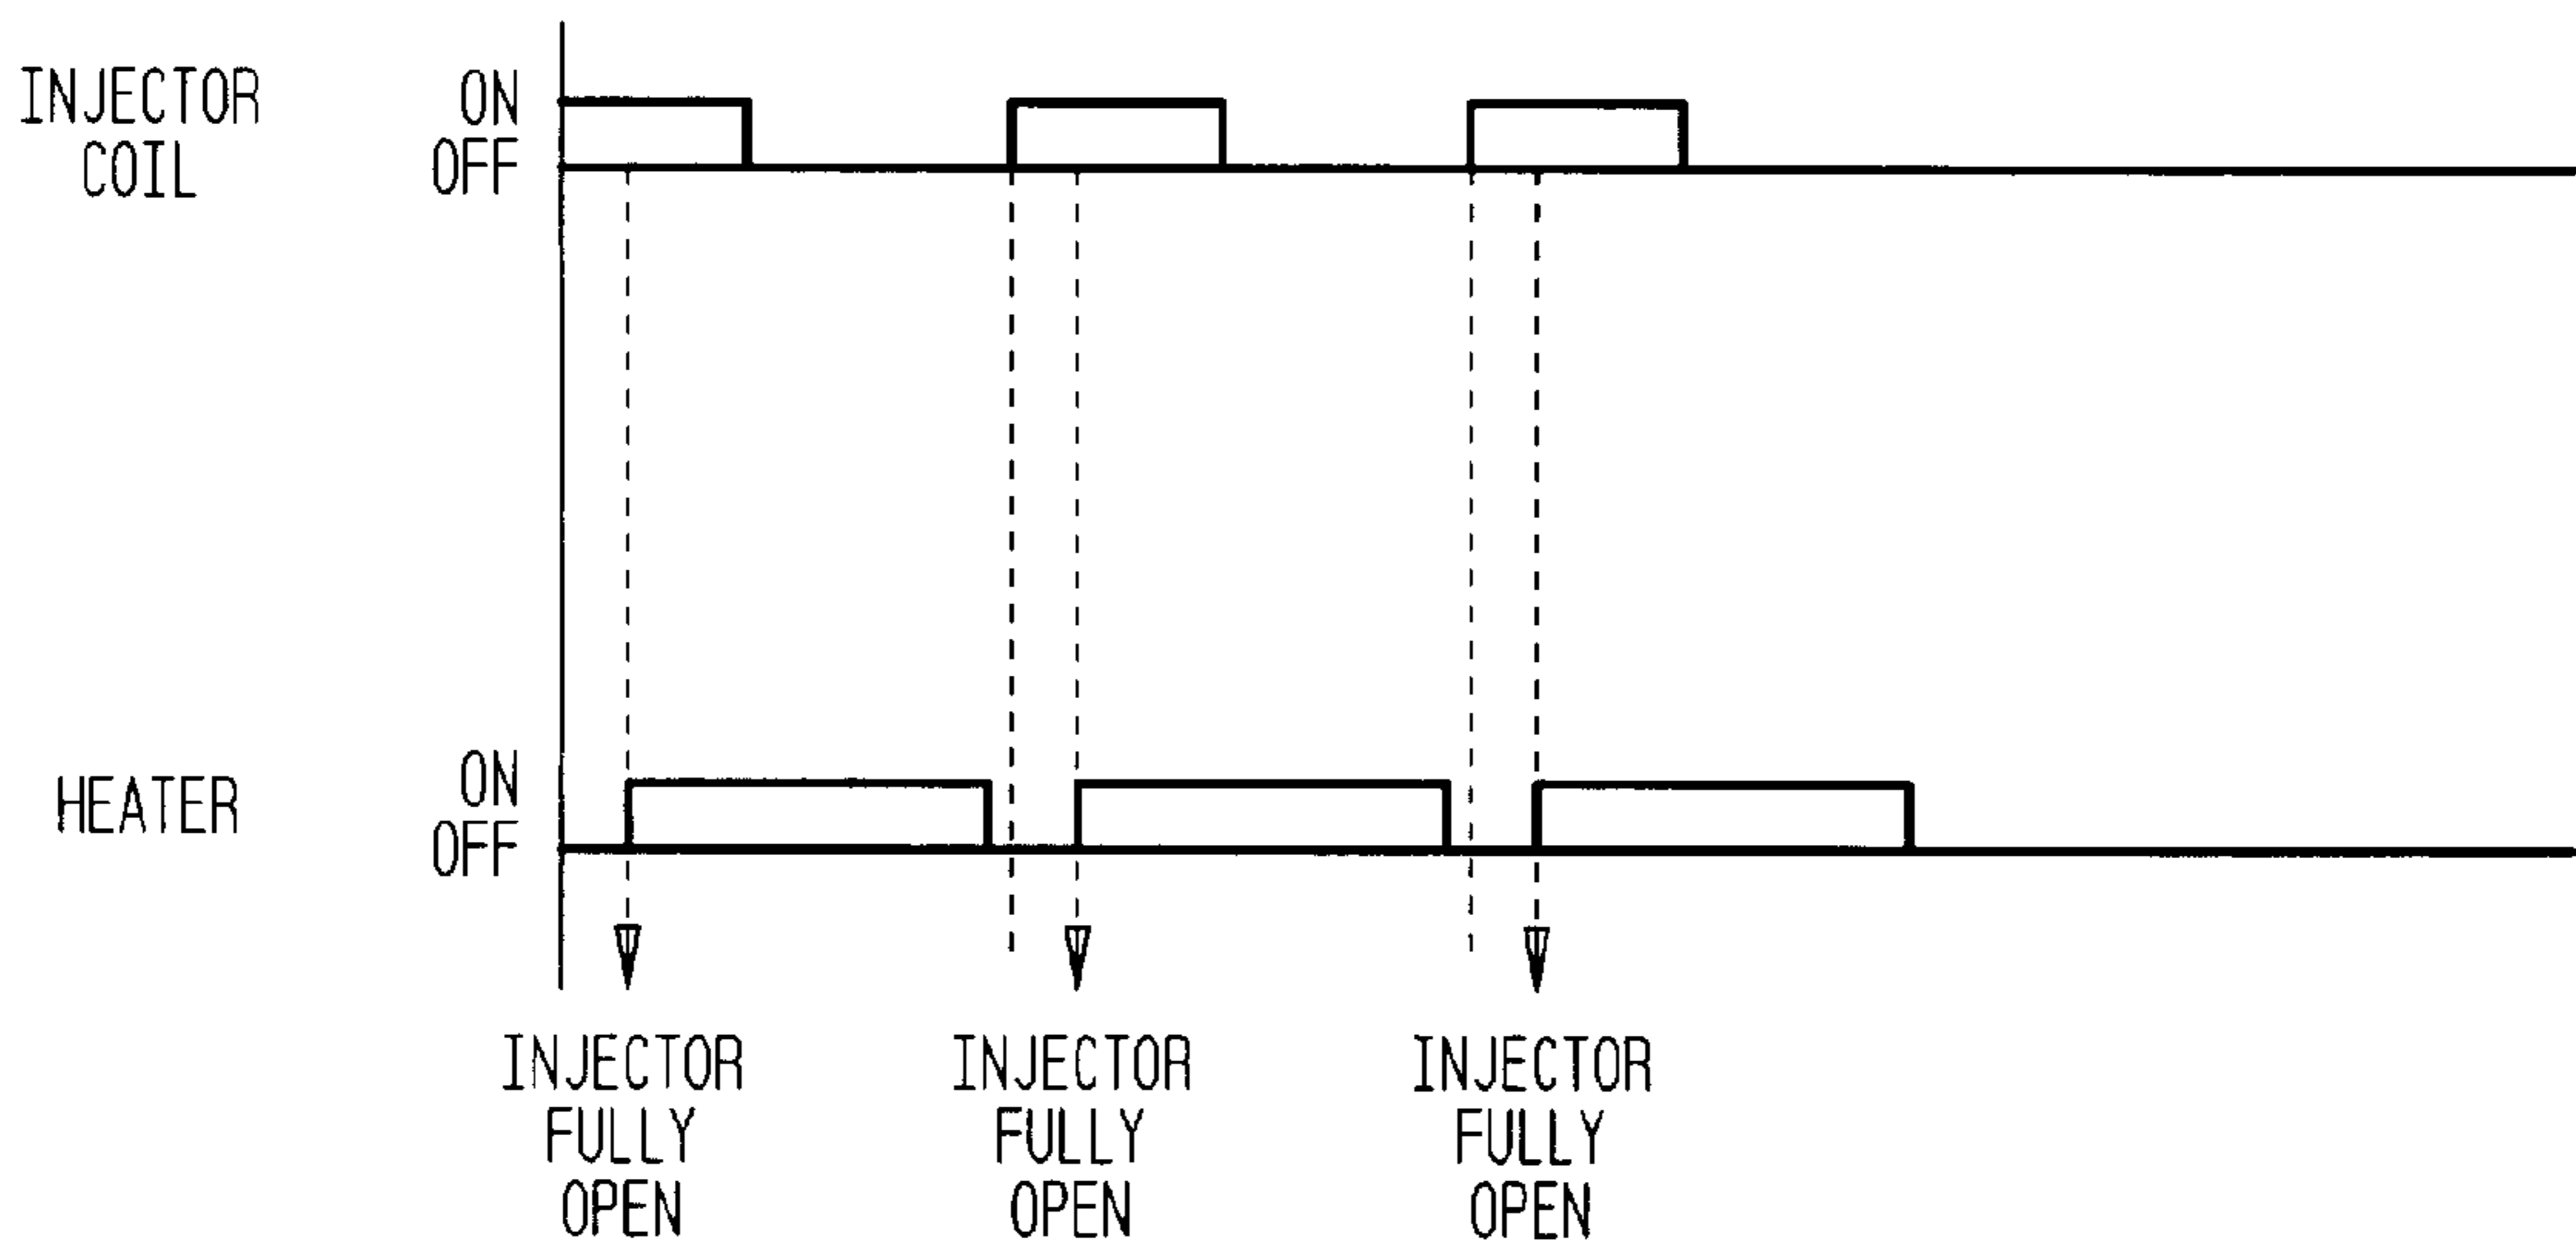 INJECTOR
COIL
ON
OFF
HEATER
ON
OFF
INJECTOR
FULLY
OPEN
INJECTOR
FULLY
OPEN
INJECTOR
FULLY
OPEN